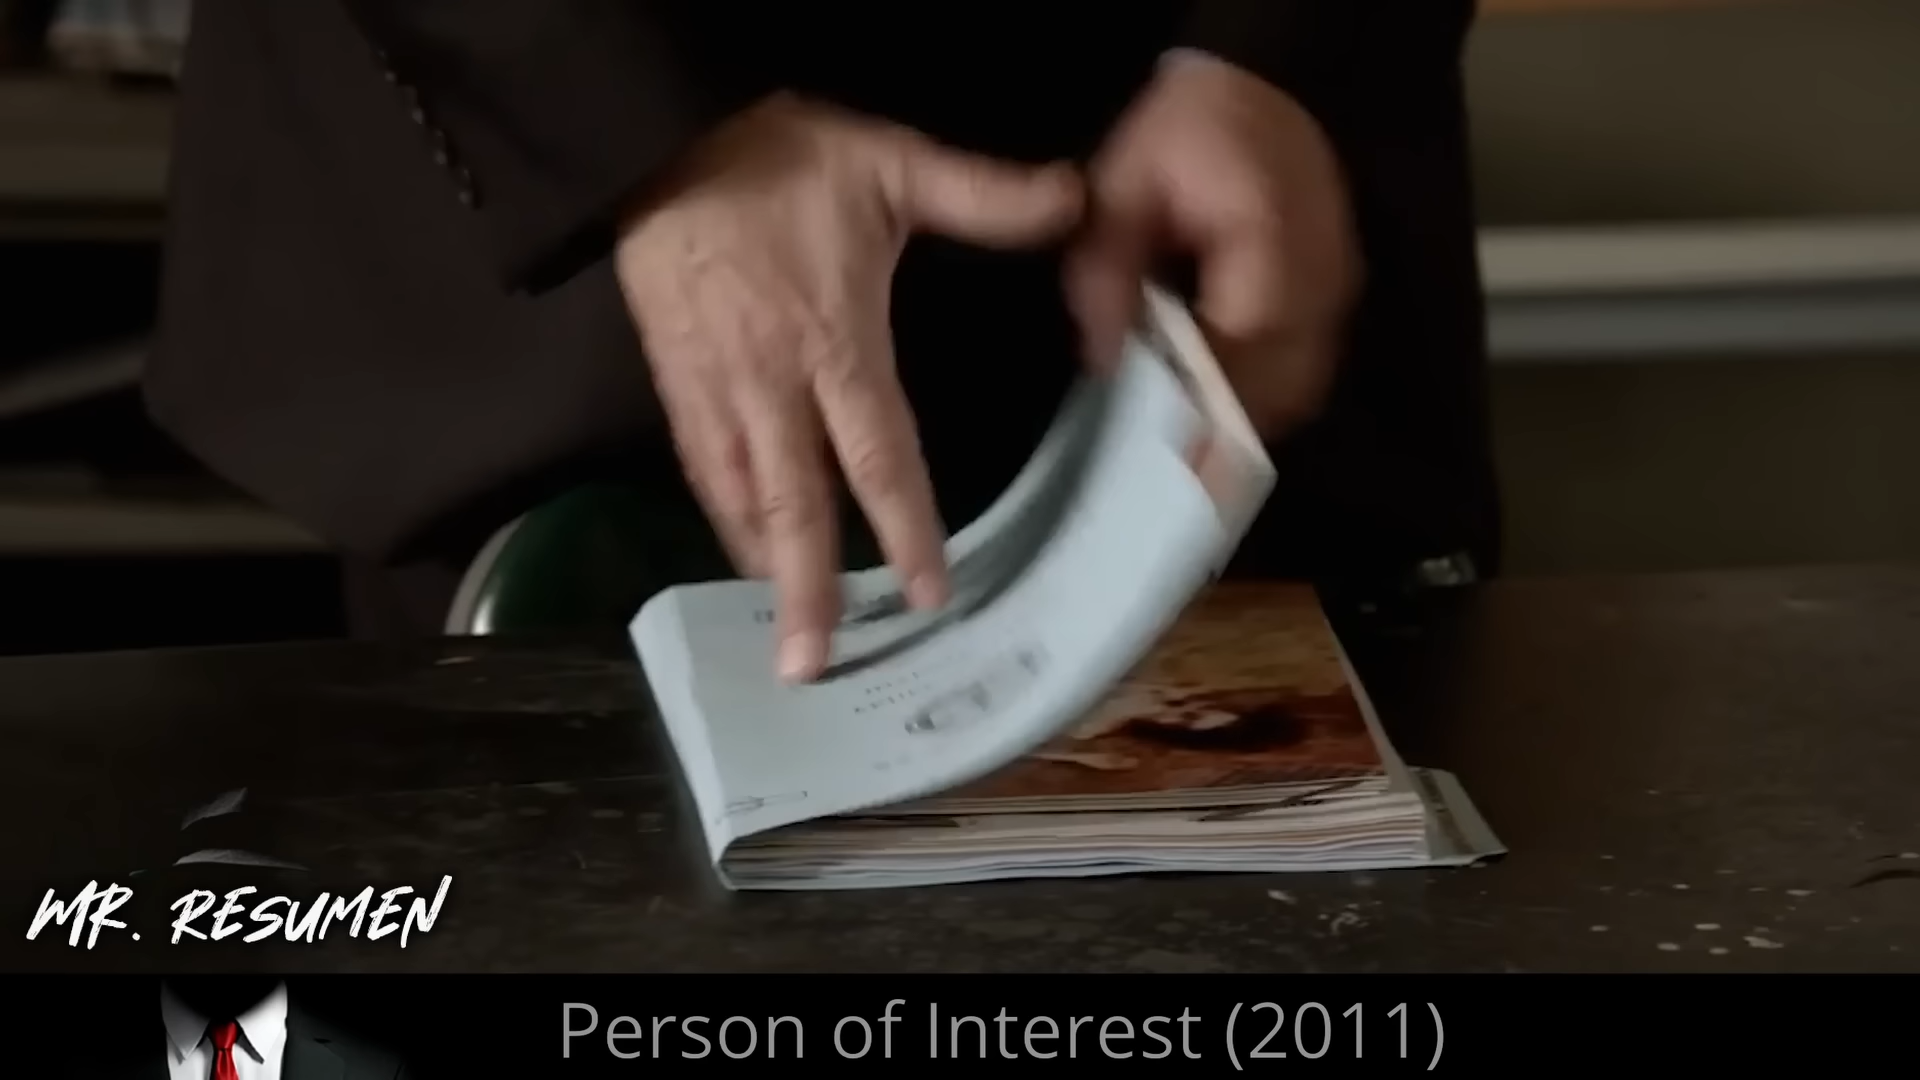 MR. RESUMEN
Person of Interest (2011)